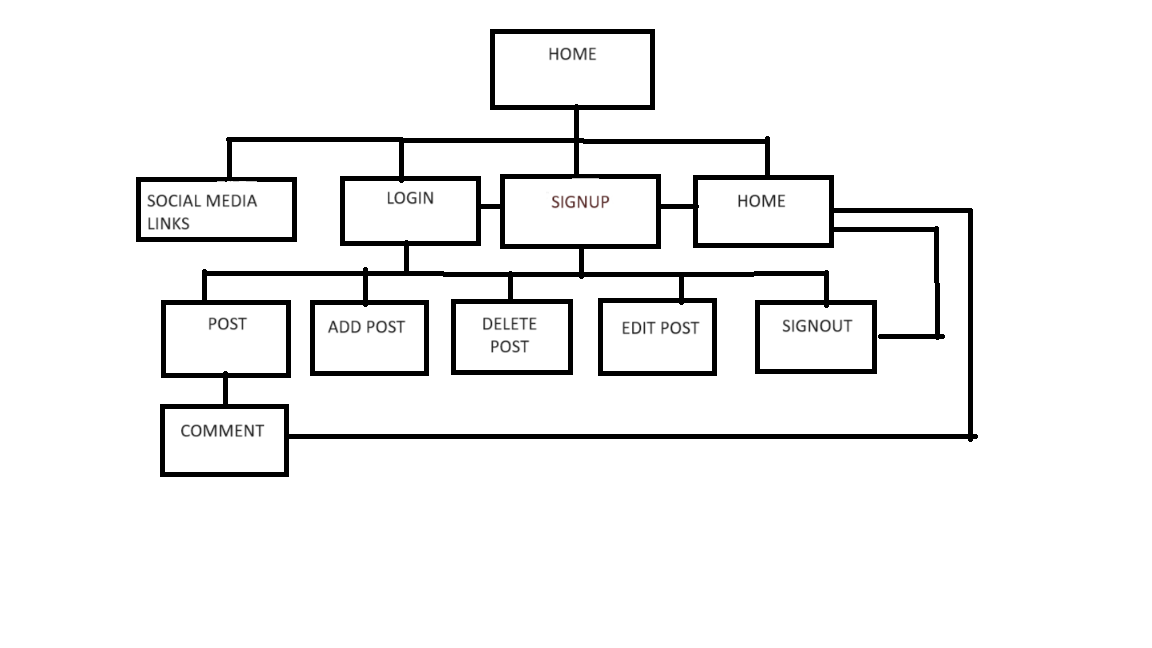 HOME
SOCIAL MEDIA
LINKS
LOGIN
SIGNUP
HOME
POST
ADD POST
DELETE
POST
EDIT POST
SIGNOUT
COMMENT